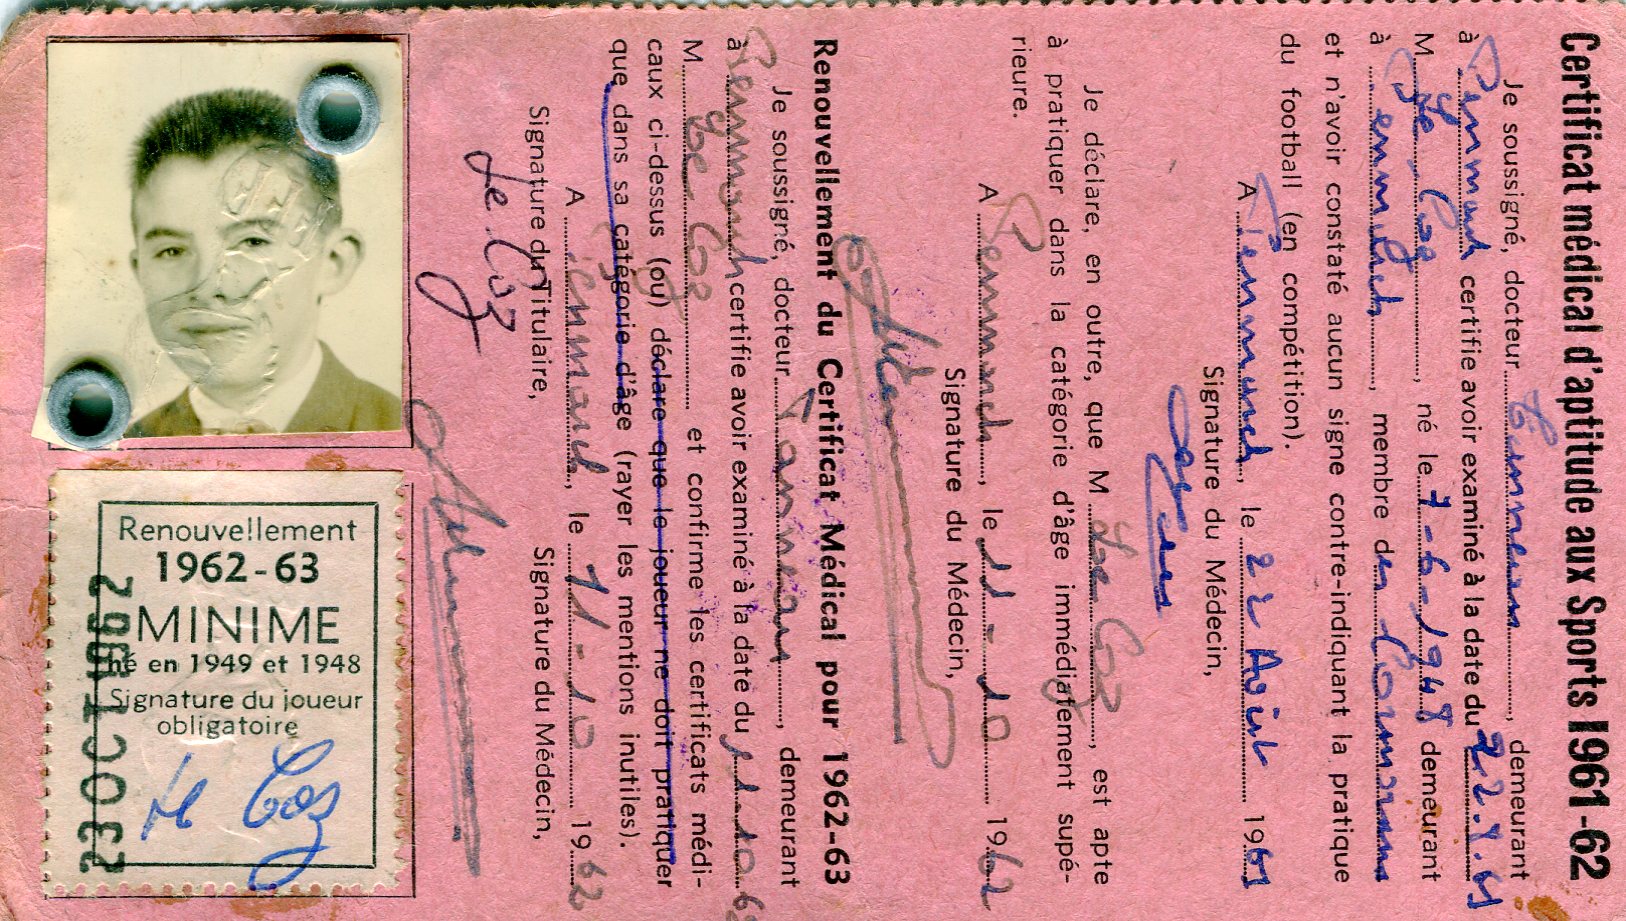 Certificat médical d'aptitude aux Sports 1961-62
Je soussigné, docteur demeurant
à Penmarch certifie avoir examiné à la date du 22.8.61
M Le Coz, né le 7-6-1948 demeurant
à Penmarch, membre des
et n'avoir constaté aucun signe contre-indiquant la pratique
du football (en compétition).
A Penmarch, le 22 Août 1961
Signature du Médecin,
Je déclare, en outre, que M Le Coz, est apte
à pratiquer dans la catégorie d'âge immédiatement supé-
rieure.
A Penmarch, le 11-10 1962
Signature du Médecin,
Renouvellement du Certificat Médical pour 1962-63
Je soussigné, docteur, demeurant
à Penmarch certifie avoir examiné à la date du 11.10.62
M Le Coz et confirme les certificats médi-
caux ci-dessus (ou) déclare que le joueur ne doit pratiquer
que dans sa catégorie d'âge (rayer les mentions inutiles).
A Penmarch, le 11-10 1962
Signature du Titulaire, Signature du Médecin,
Le Coz
Renouvellement
1962-63
MINIME
né en 1949 et 1948
Signature du joueur
obligatoire
Le Coz